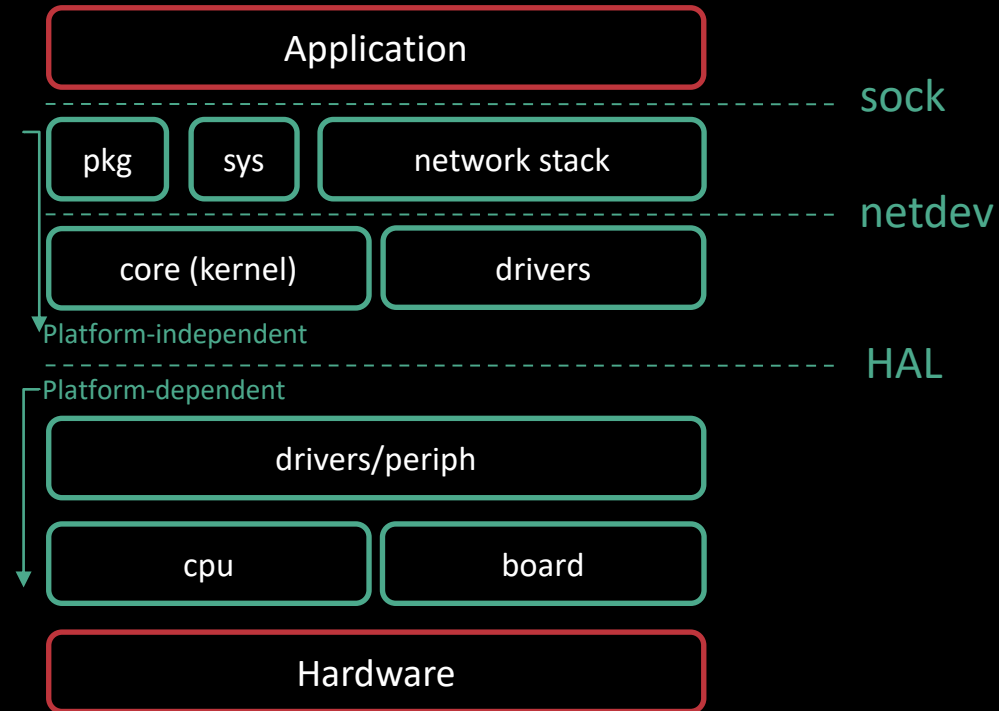 Application
sock
pkg
sys
network stack
netdev
core (kernel)
drivers
Platform-independent
HAL
Platform-dependent
drivers/periph
cpu
board
Hardware